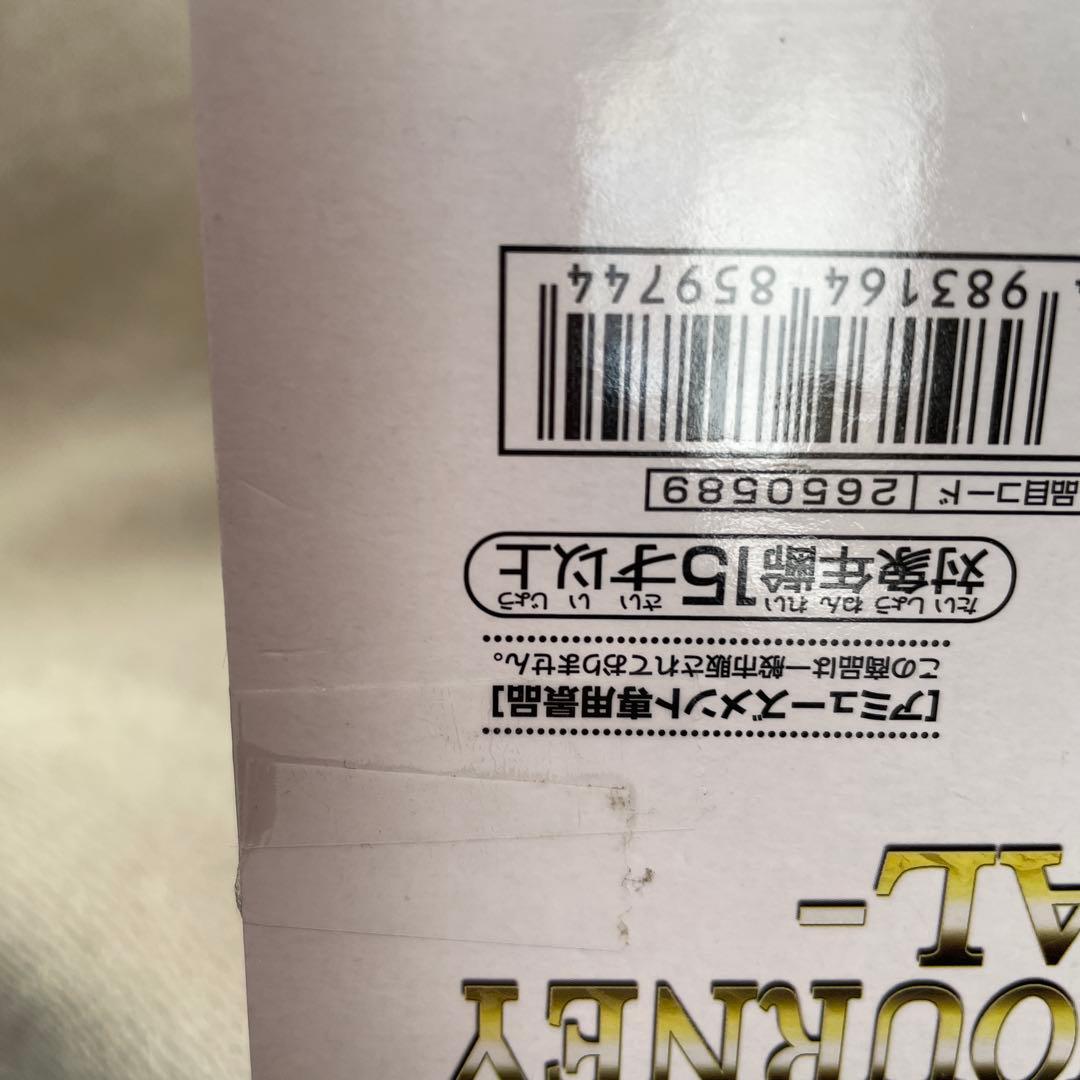 OURNEY
AL-
[アミューズメント専用景品]
この商品は一般市販されておりません。
たいしょうねんれい さい い じょう
対象年齢15才以上
品目コード 2650589
4 983164 859744